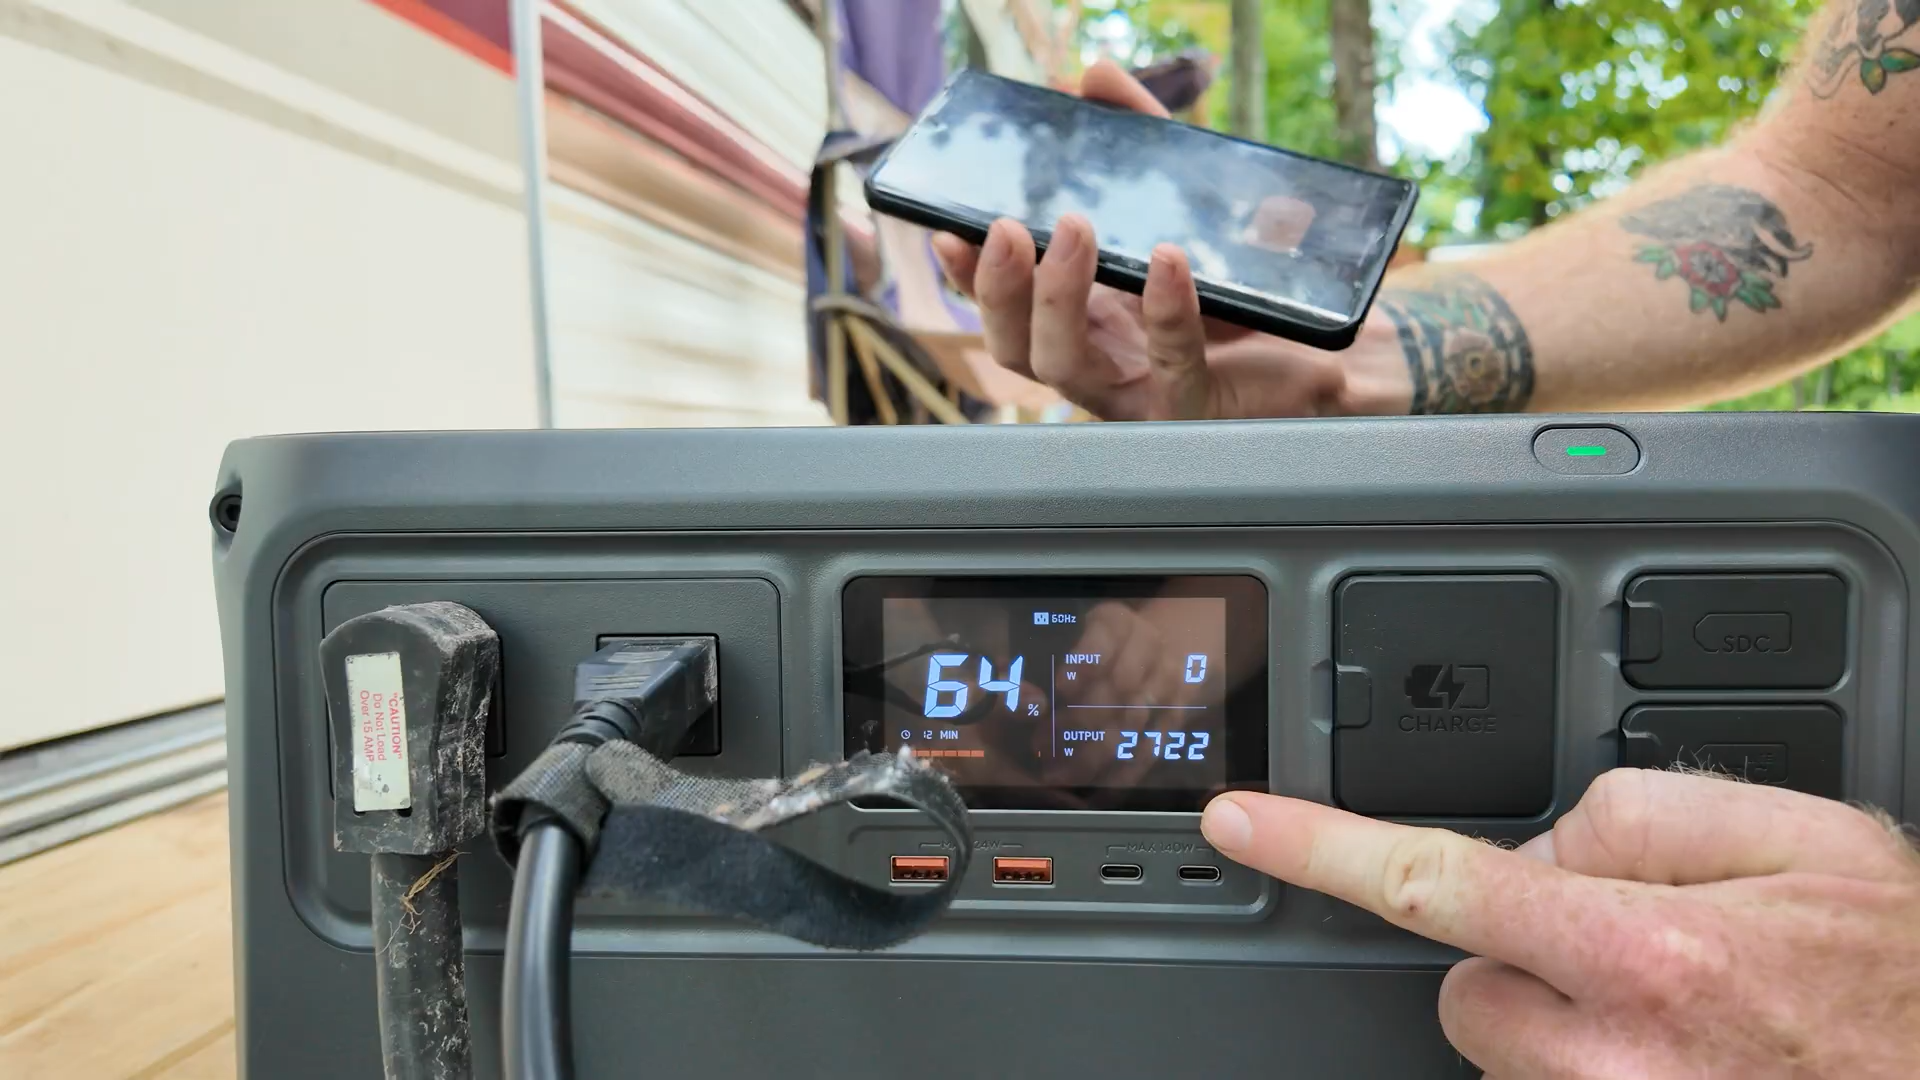 60Hz
64 %
INPUT
W
0
12 MIN
OUTPUT
W
2722
CHARGE
SDC
"CAUTION"
Do Not Load
Over 15 AMP
MAX 140W